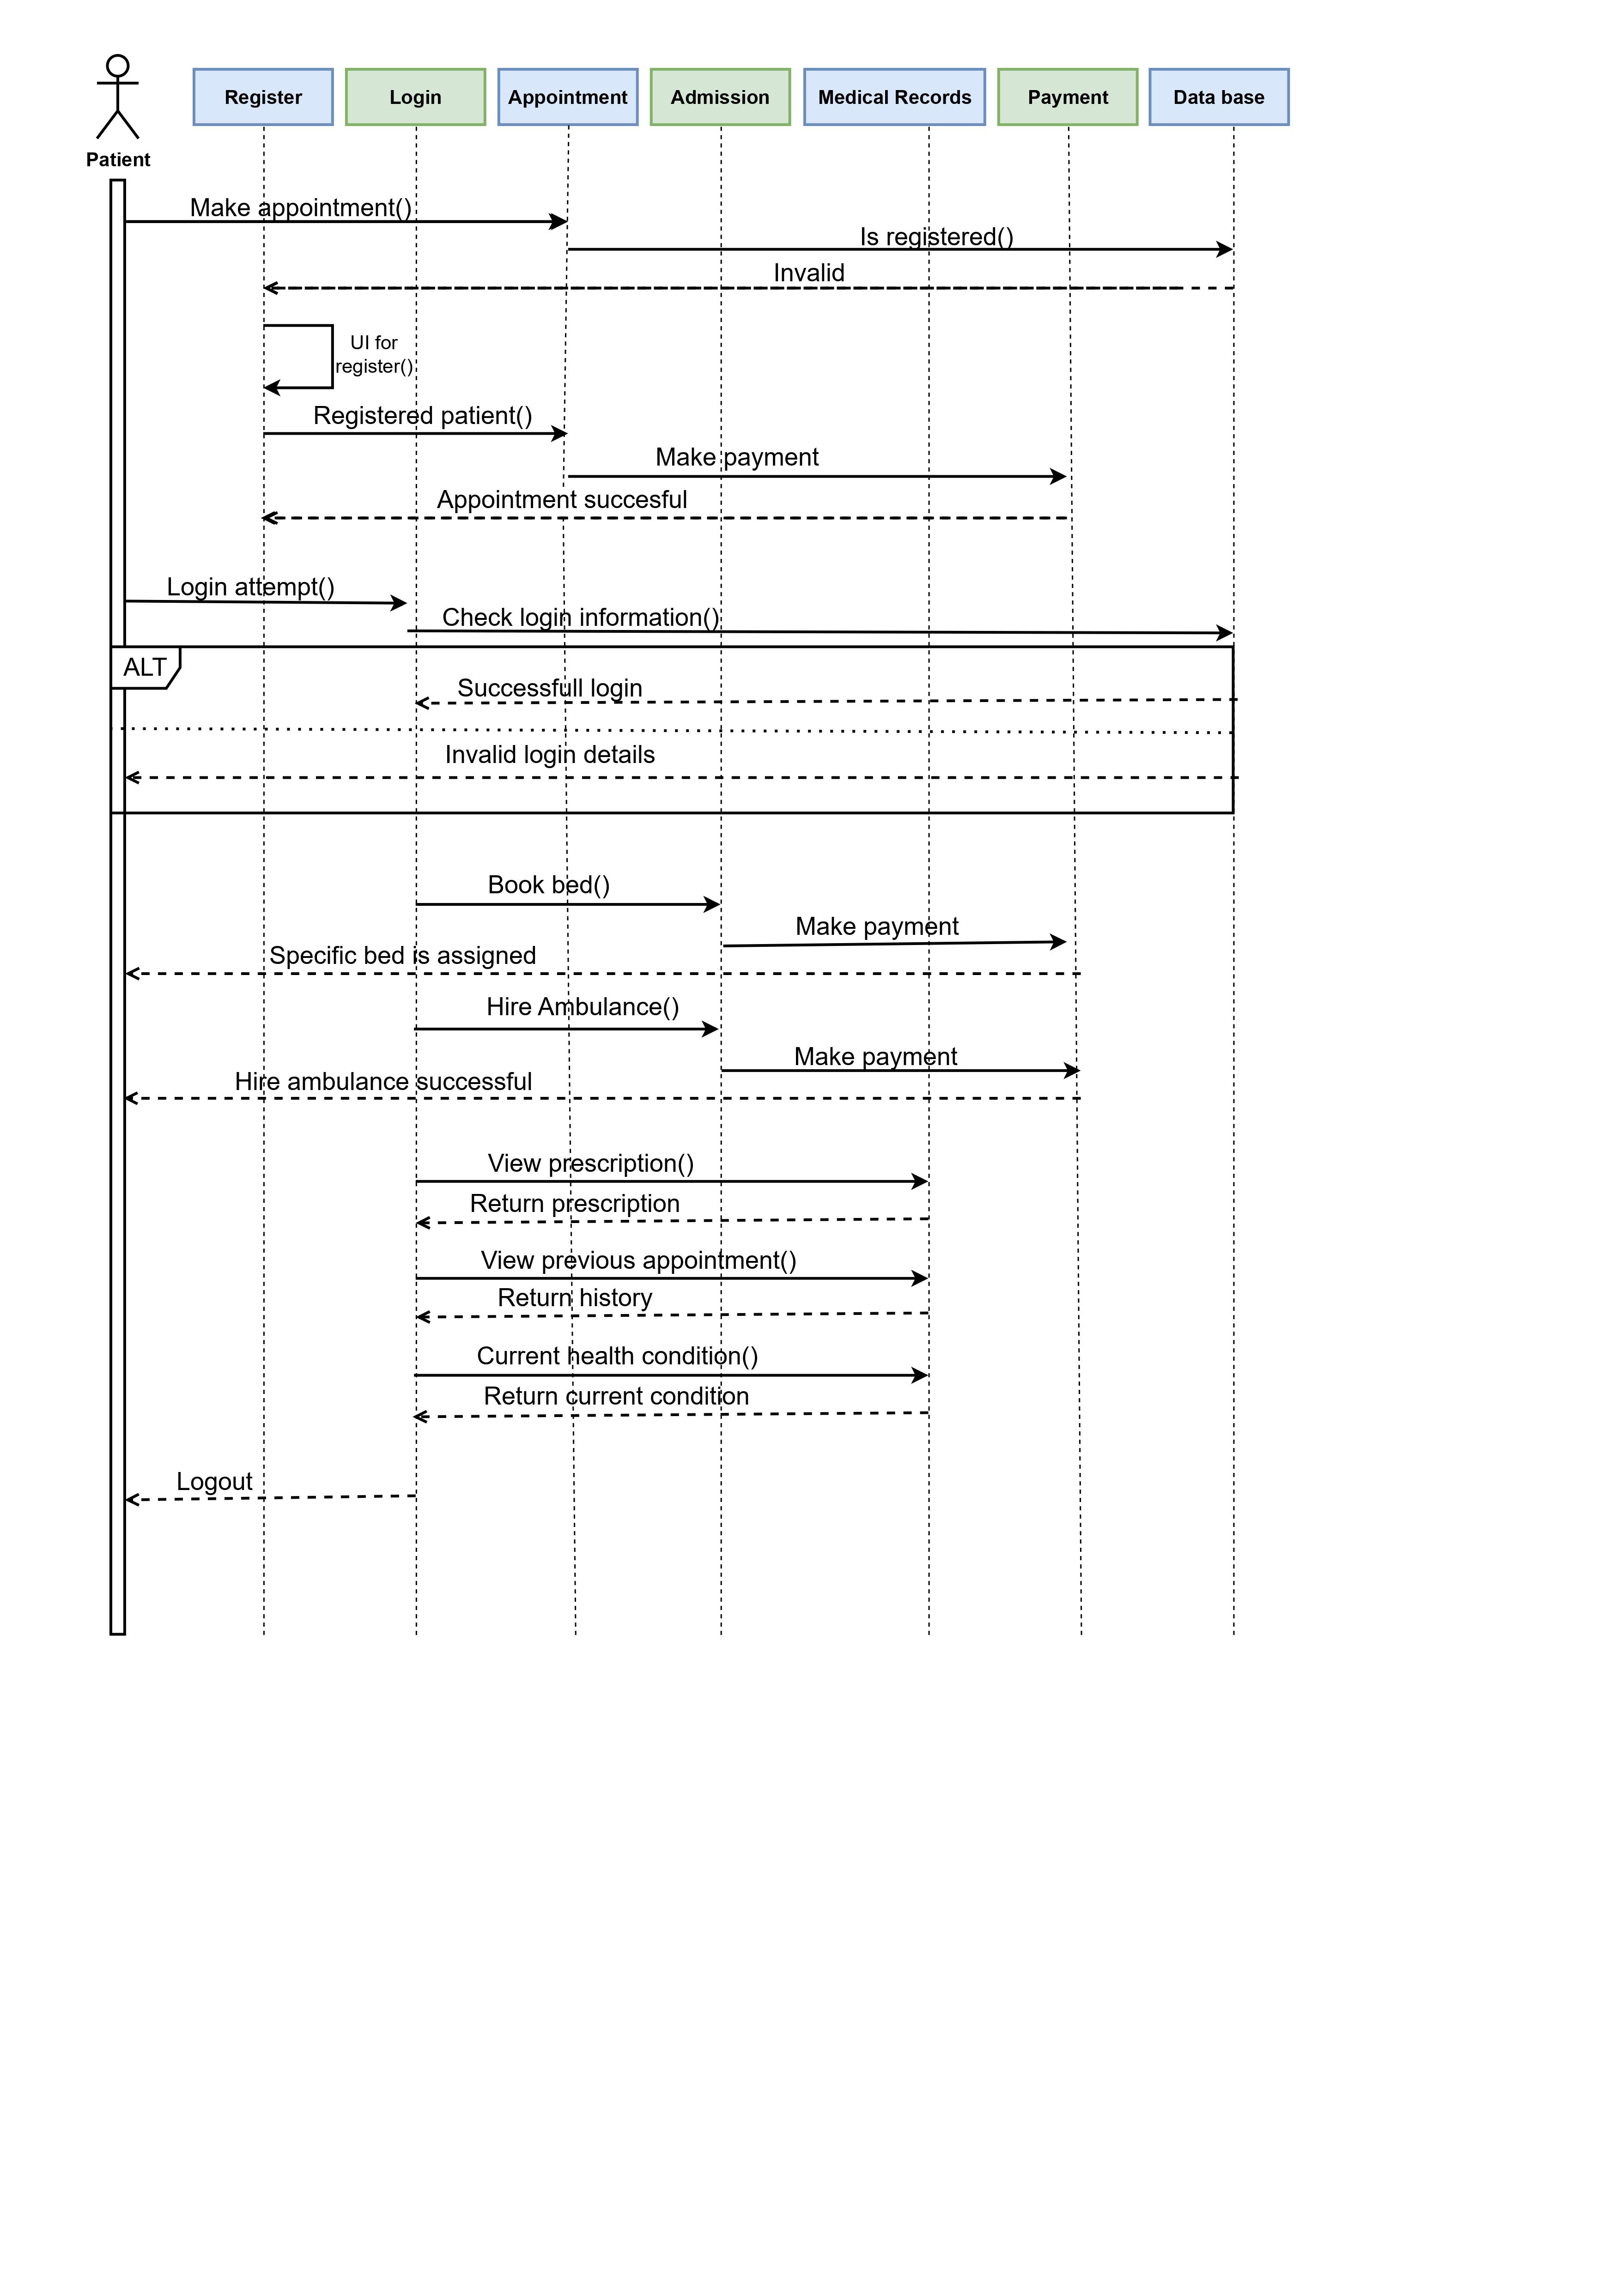 Register
Login
Appointment
Admission
Medical Records
Payment
Data base
Patient
Make appointment()
Is registered()
Invalid
UI for
register()
Registered patient()
Make payment
Appointment succesful
Login attempt()
Check login information()
ALT
Successfull login
Invalid login details
Book bed()
Make payment
Specific bed is assigned
Hire Ambulance()
Make payment
Hire ambulance successful
View prescription()
Return prescription
View previous appointment()
Return history
Current health condition()
Return current condition
Logout